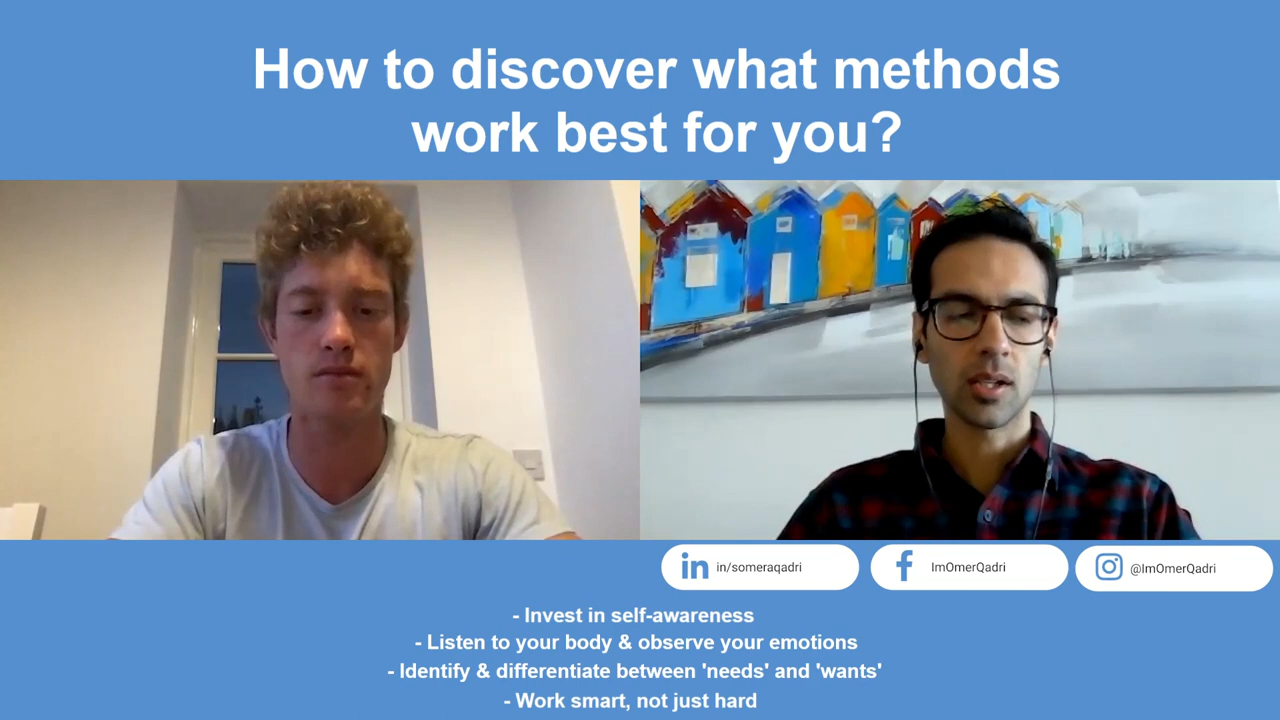 How to discover what methods
work best for you?
in in/someraqadri
f ImOmerQadri
@ImOmerQadri
- Invest in self-awareness
- Listen to your body & observe your emotions
- Identify & differentiate between 'needs' and 'wants'
- Work smart, not just hard